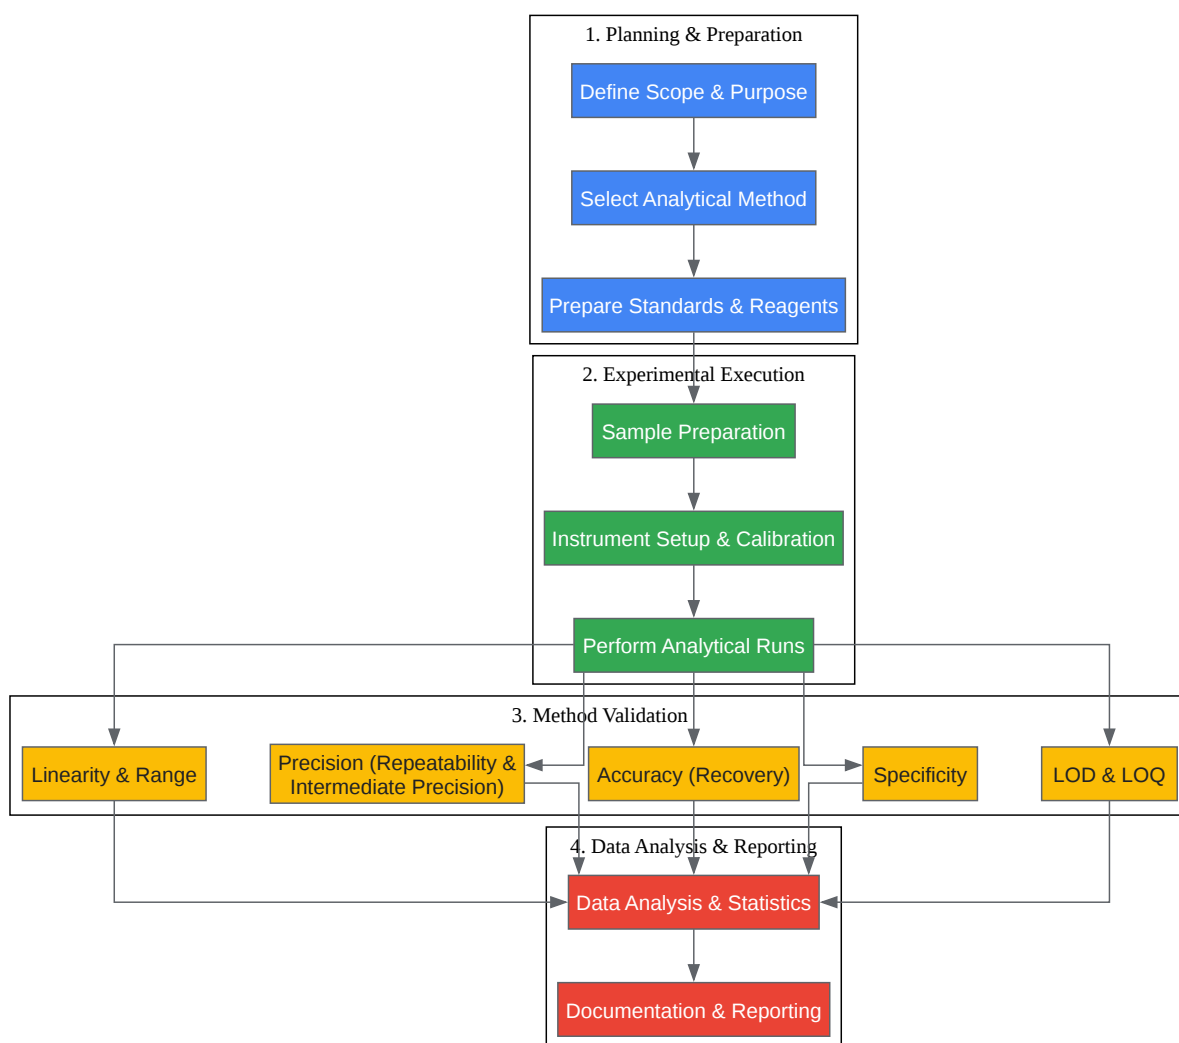 1. Planning & Preparation
Define Scope & Purpose
Select Analytical Method
Prepare Standards & Reagents
2. Experimental Execution
Sample Preparation
Instrument Setup & Calibration
Perform Analytical Runs
3. Method Validation
Linearity & Range
Precision (Repeatability &
Intermediate Precision)
Accuracy (Recovery)
Specificity
LOD & LOQ
4. Data Analysis & Reporting
Data Analysis & Statistics
Documentation & Reporting